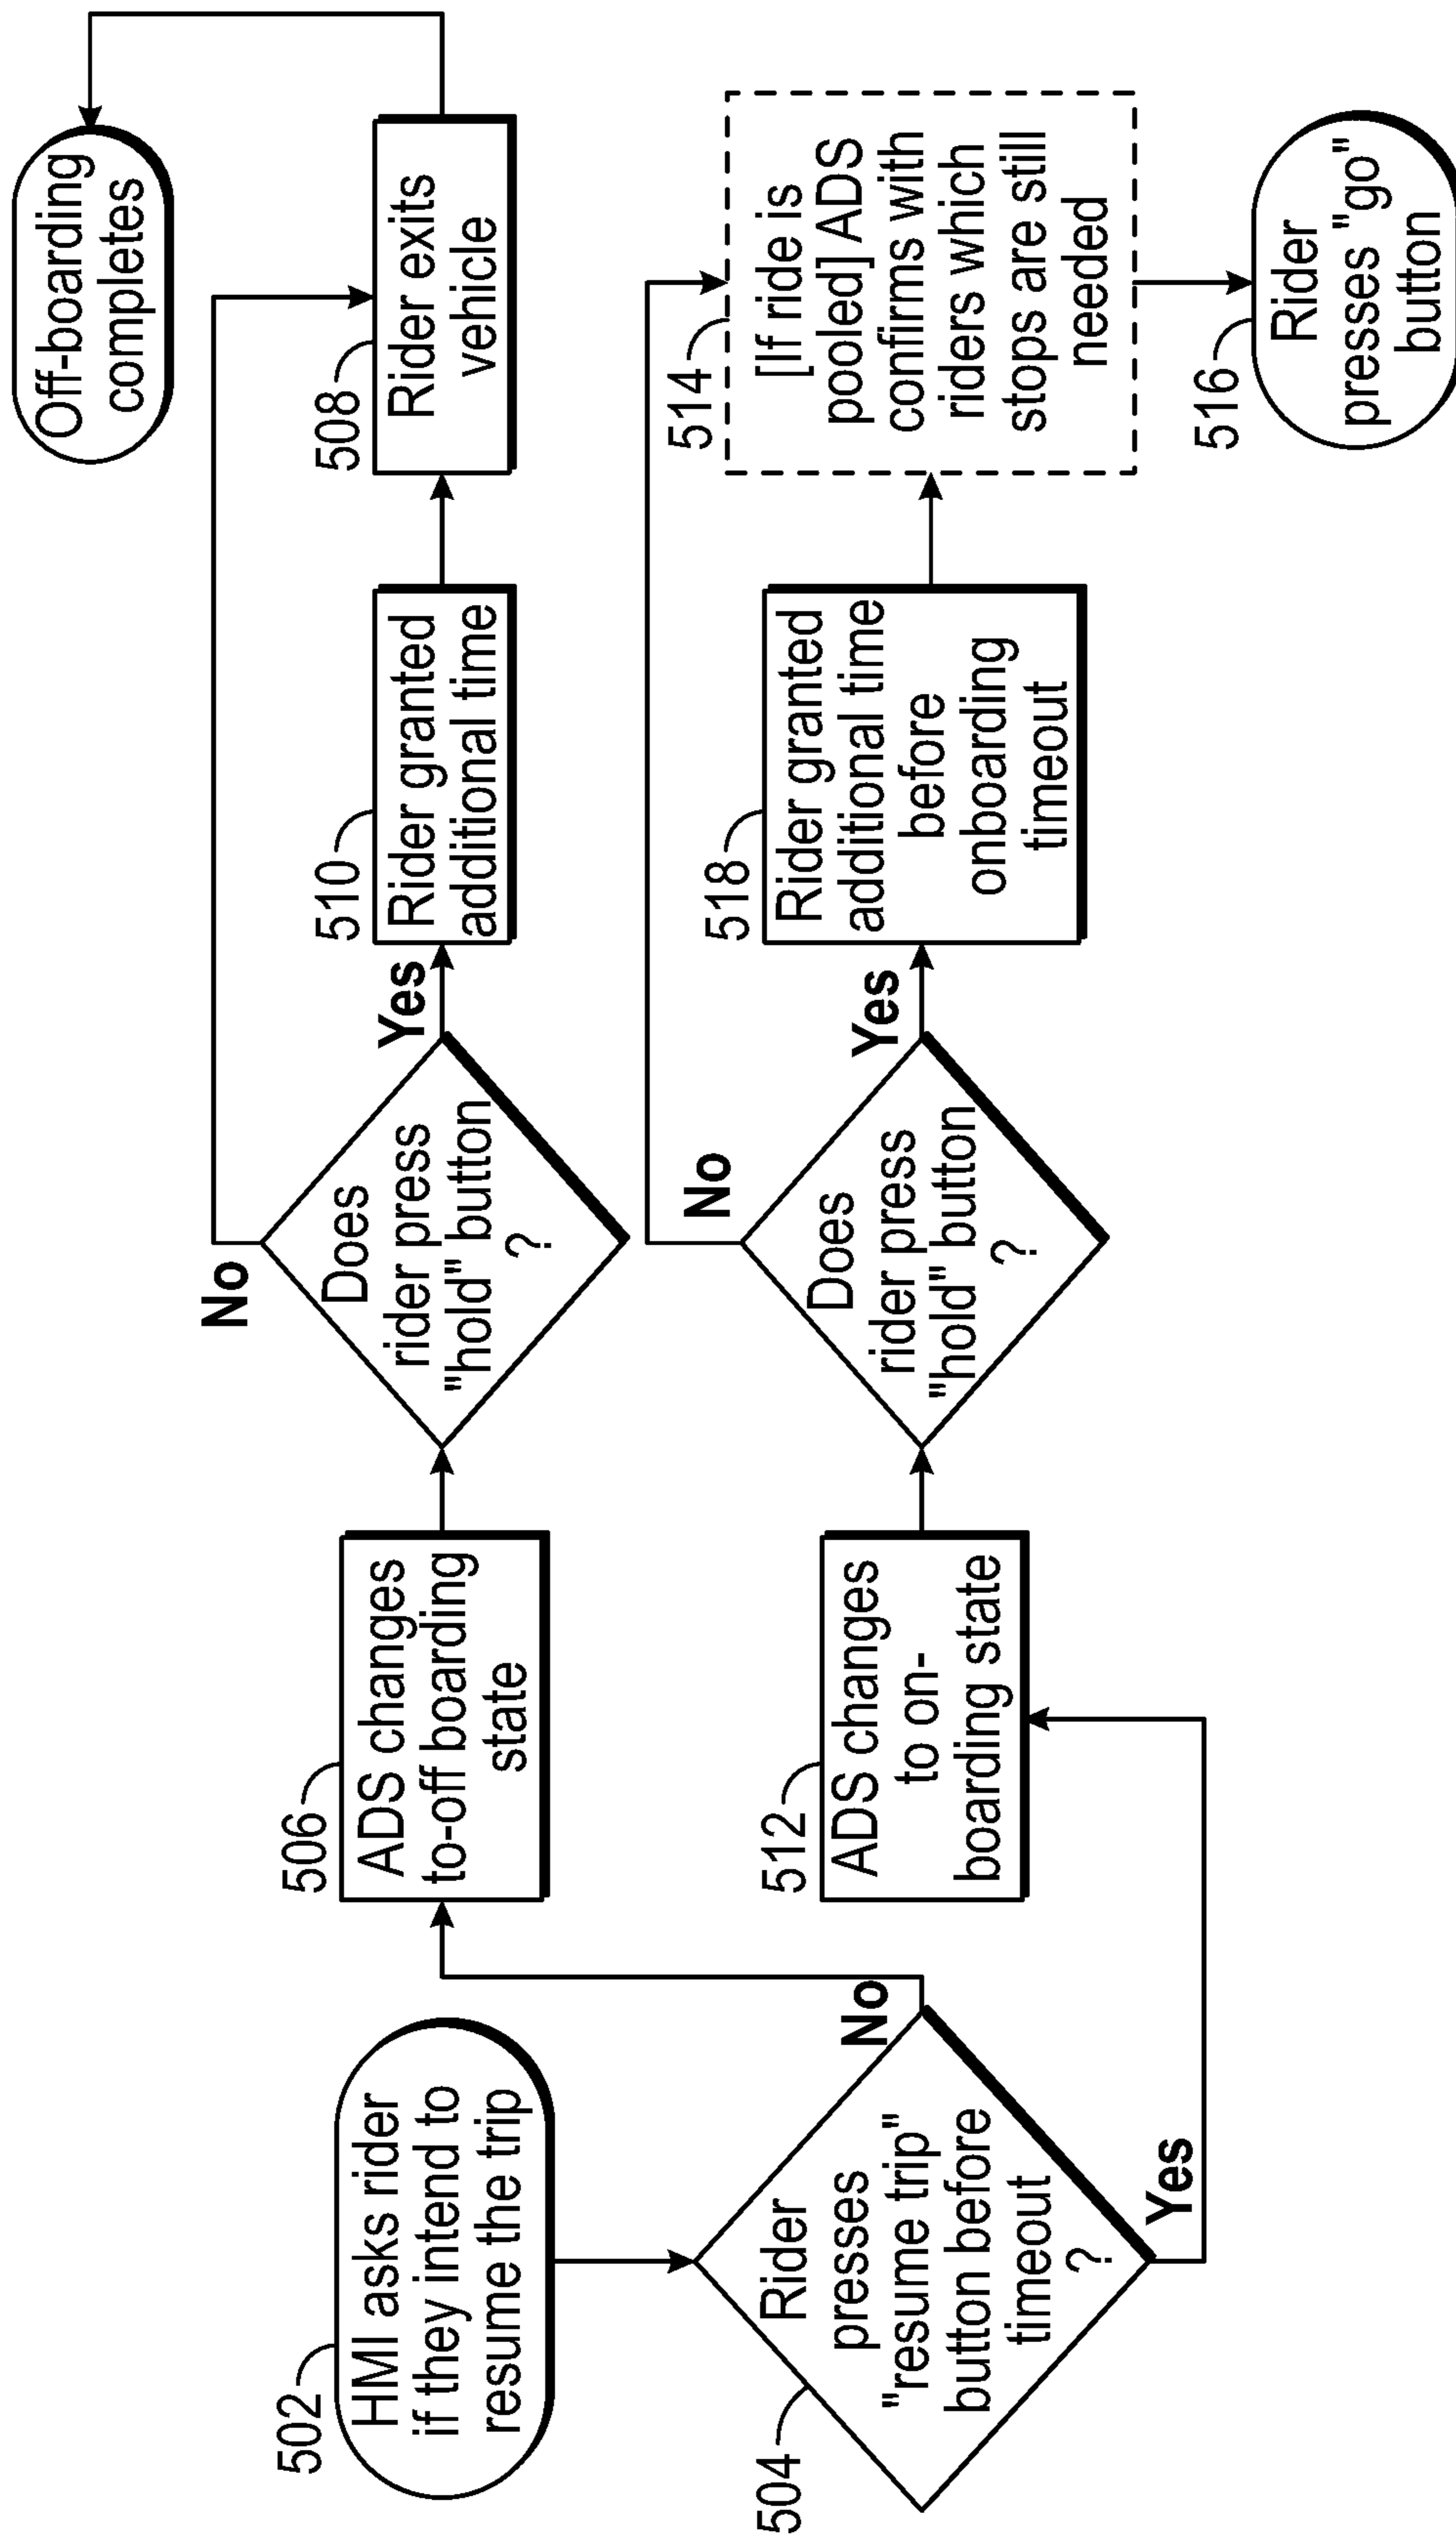 502
HMI asks rider
if they intend to
resume the trip
504
Rider
presses
"resume trip"
button before
timeout
?
No
Yes
506
ADS changes
to-off boarding
state
Does
rider press
"hold" button
?
No
Yes
510
Rider granted
additional time
508
Rider exits
vehicle
Off-boarding
completes
512
ADS changes
to on-
boarding state
Does
rider press
"hold" button
?
No
Yes
518
Rider granted
additional time
before
onboarding
timeout
514
[If ride is
pooled] ADS
confirms with
riders which
stops are still
needed
516
Rider
presses "go"
button